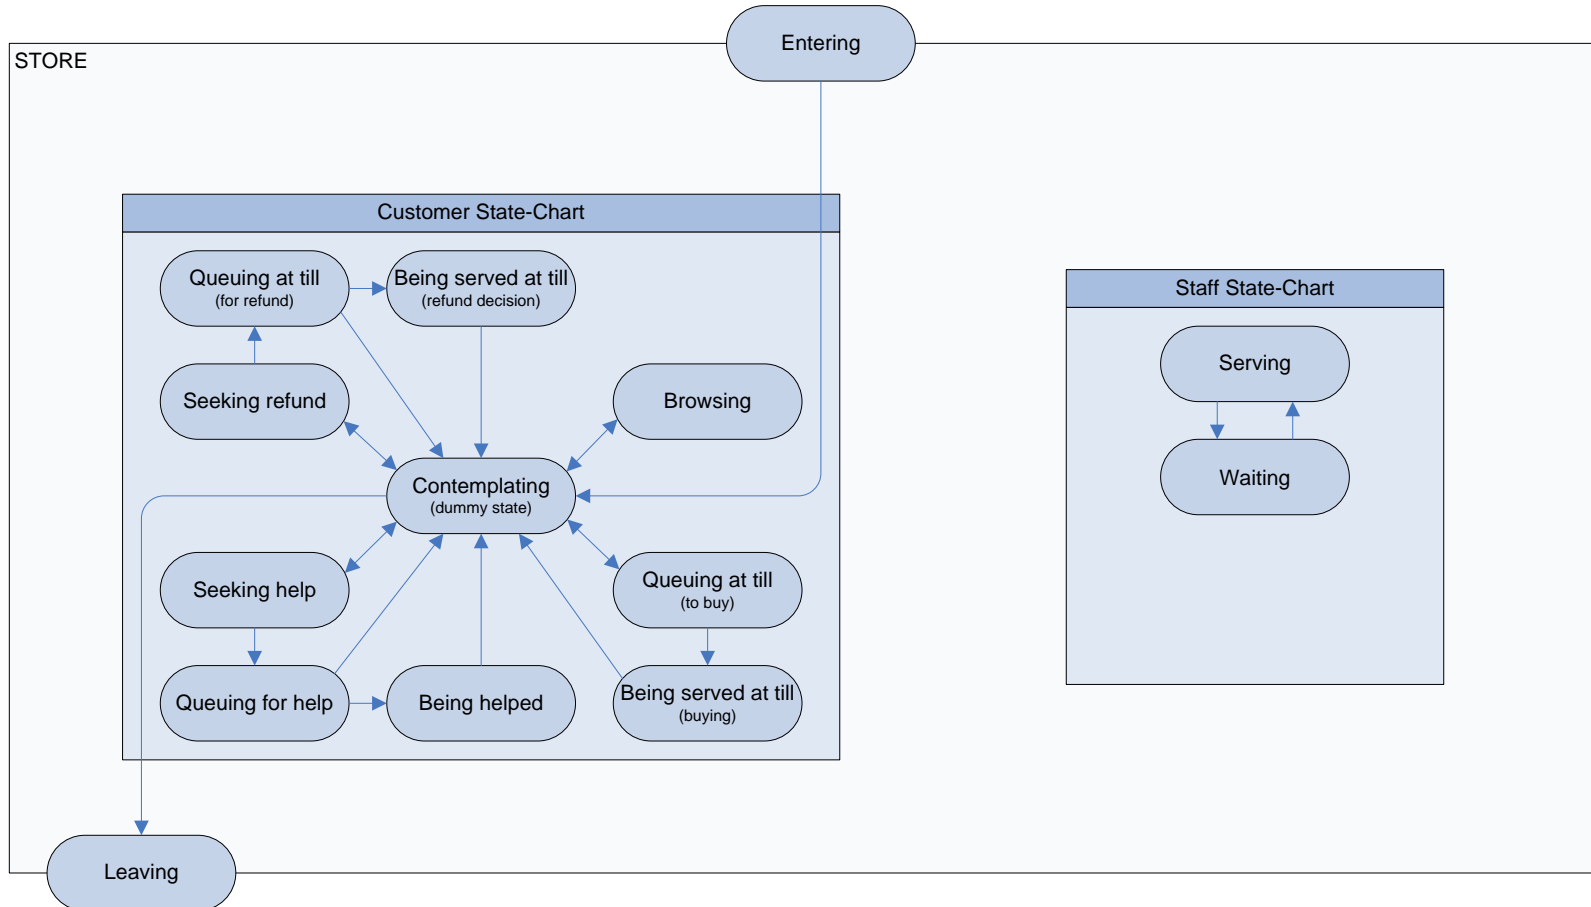 Entering
STORE
Customer State-Chart
Queuing at till
(for refund)
Being served at till
(refund decision)
Seeking refund
Browsing
Contemplating
(dummy state)
Seeking help
Queuing at till
(to buy)
Queuing for help
Being helped
Being served at till
(buying)
Staff State-Chart
Serving
Waiting
Leaving